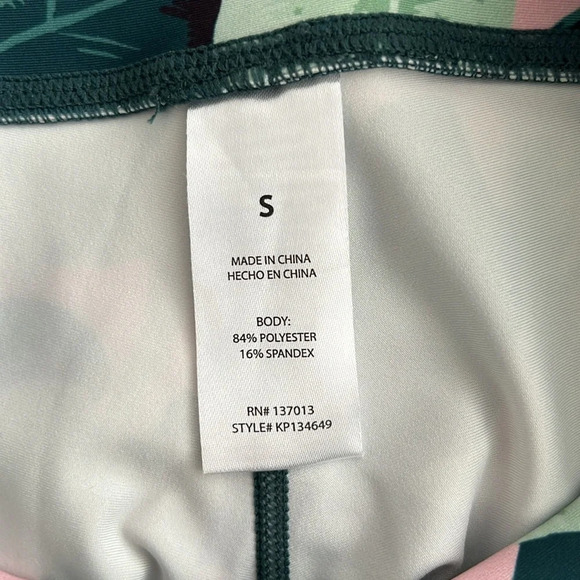 S
MADE IN CHINA
HECHO EN CHINA
BODY:
84% POLYESTER
16% SPANDEX
RN# 137013
STYLE# KP134649